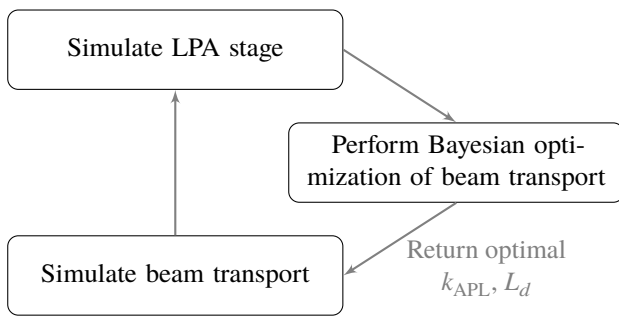 Simulate LPA stage
Perform Bayesian opti-
mization of beam transport
Return optimal
k_APL, L_d
Simulate beam transport